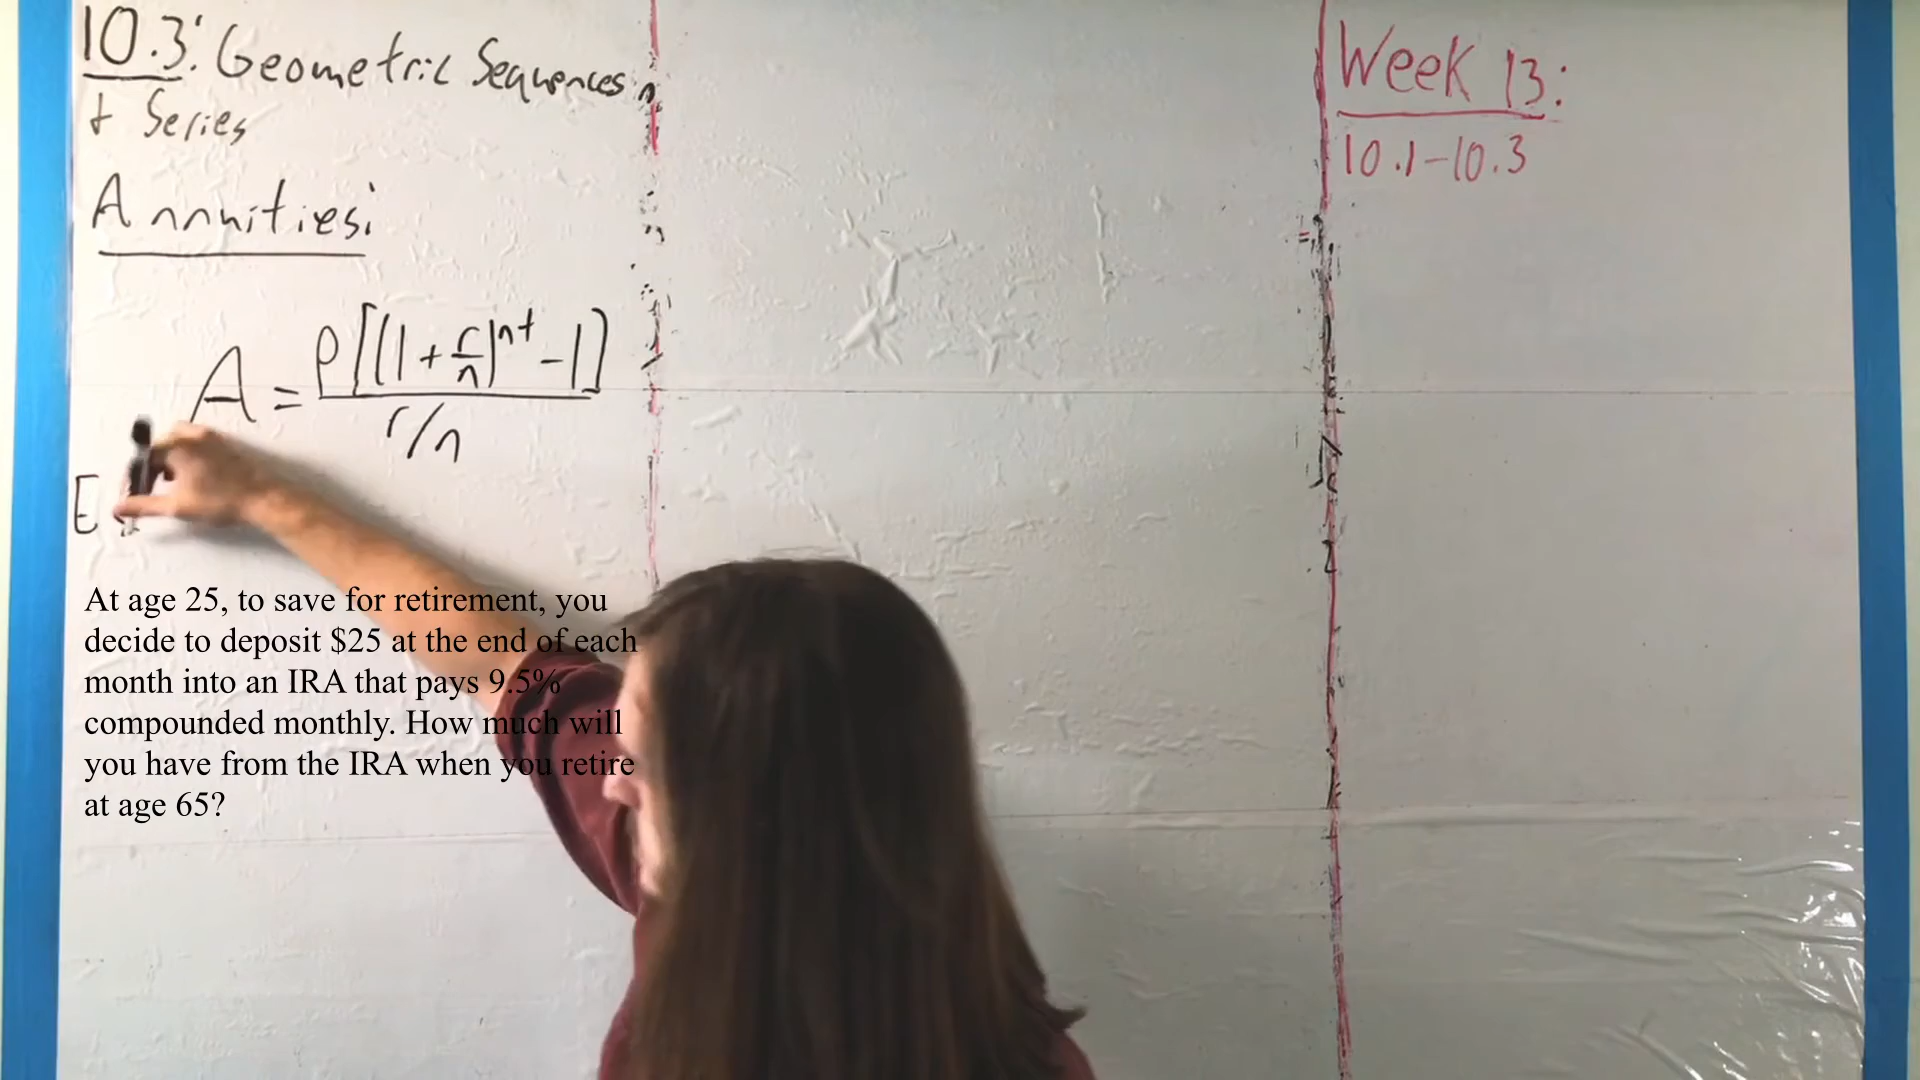 10.3: Geometric Sequences
+ Series
Annuities:
A = P[(1 + r/n)^nt - 1]
r/n
E
At age 25, to save for retirement, you
decide to deposit $25 at the end of each
month into an IRA that pays 9.5%
compounded monthly. How much will
you have from the IRA when you retire
at age 65?
Week 13:
10.1-10.3